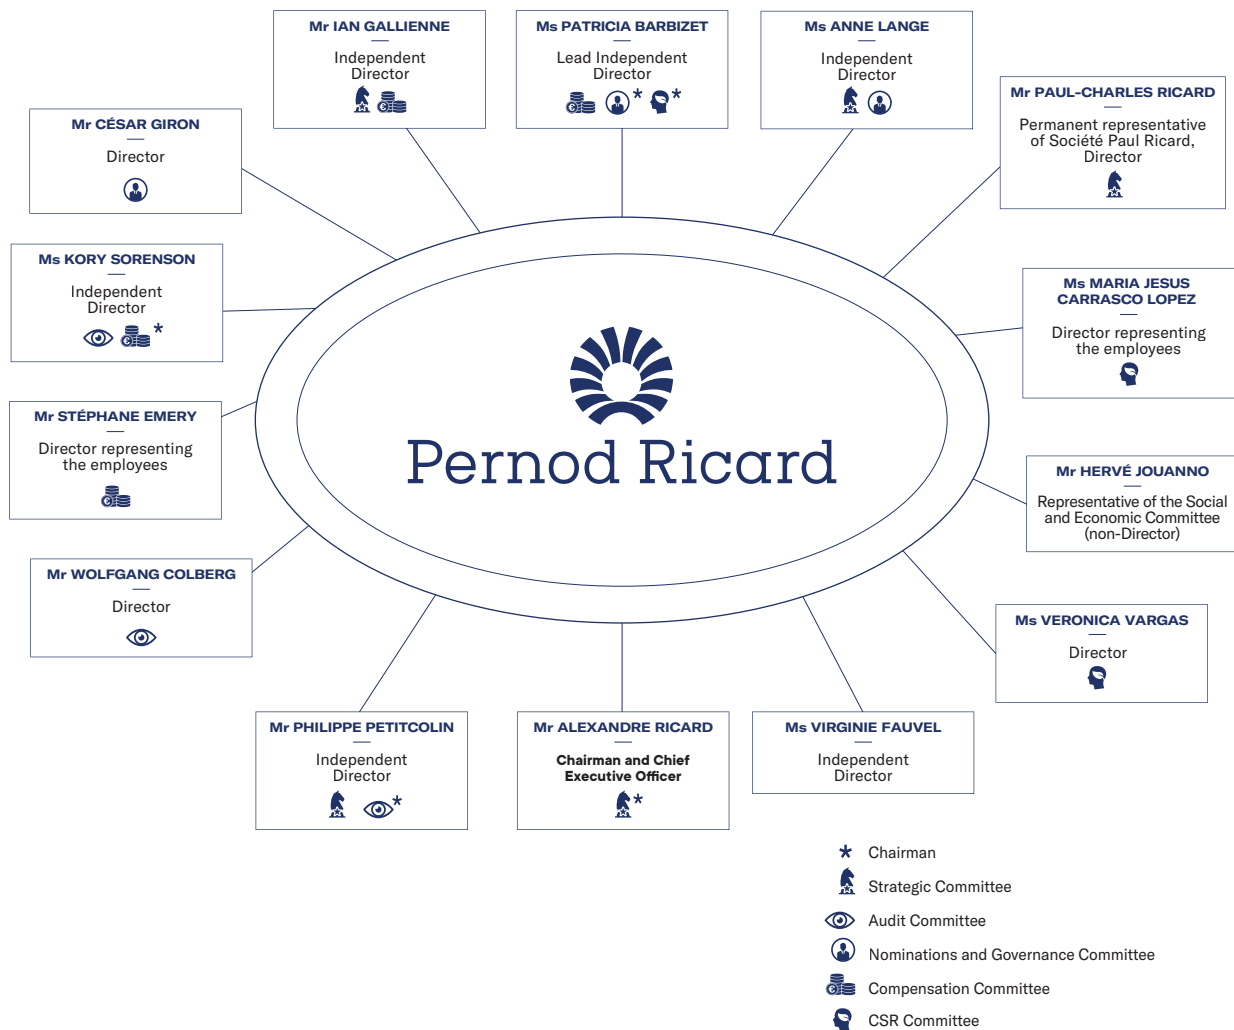 Mr IAN GALLIENNE
Independent
Director
Ms PATRICIA BARBIZET
Lead Independent
Director
*
*
Ms ANNE LANGE
Independent
Director
Mr PAUL-CHARLES RICARD
Permanent representative
of Société Paul Ricard,
Director
Mr CÉSAR GIRON
Director
Ms KORY SORENSON
Independent
Director
*
Ms MARIA JESUS
CARRASCO LOPEZ
Director representing
the employees
Mr STÉPHANE EMERY
Director representing
the employees
Pernod Ricard
Mr HERVÉ JOUANNO
Representative of the Social
and Economic Committee
(non-Director)
Mr WOLFGANG COLBERG
Director
Ms VERONICA VARGAS
Director
Mr PHILIPPE PETITCOLIN
Independent
Director
*
Mr ALEXANDRE RICARD
Chairman and Chief
Executive Officer
*
Ms VIRGINIE FAUVEL
Independent
Director
* Chairman
Strategic Committee
Audit Committee
Nominations and Governance Committee
Compensation Committee
CSR Committee